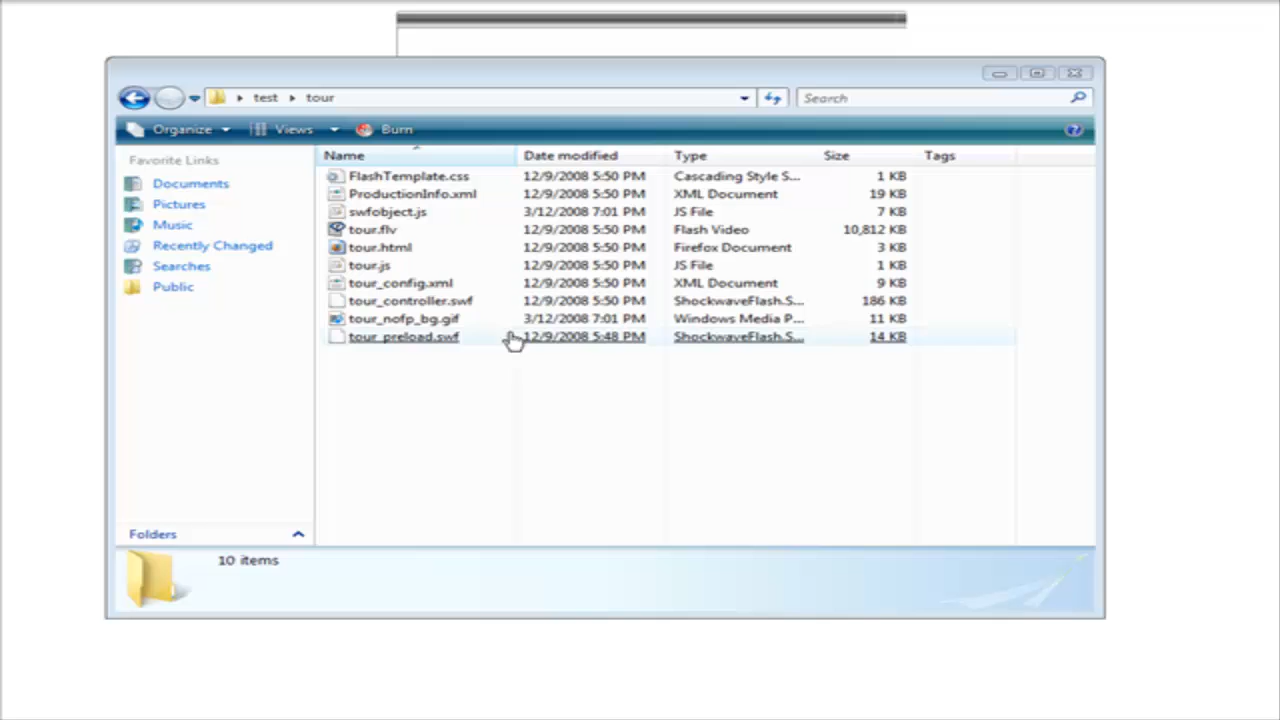 test tour Search
Organize Views Burn
Favorite Links
Documents
Pictures
Music
Recently Changed
Searches
Public
Folders
Name Date modified Type Size Tags
FlashTemplate.css 12/9/2008 5:50 PM Cascading Style S... 1 KB
ProductionInfo.xml 12/9/2008 5:50 PM XML Document 19 KB
swfobject.js 3/12/2008 7:01 PM JS File 7 KB
tour.flv 12/9/2008 5:50 PM Flash Video 10,812 KB
tour.html 12/9/2008 5:50 PM Firefox Document 3 KB
tour.js 12/9/2008 5:50 PM JS File 1 KB
tour_config.xml 12/9/2008 5:50 PM XML Document 9 KB
tour_controller.swf 12/9/2008 5:50 PM ShockwaveFlash.S... 186 KB
tour_nofp_bg.gif 3/12/2008 7:01 PM Windows Media P... 11 KB
tour_preload.swf 12/9/2008 5:48 PM ShockwaveFlash.S... 14 KB
10 items